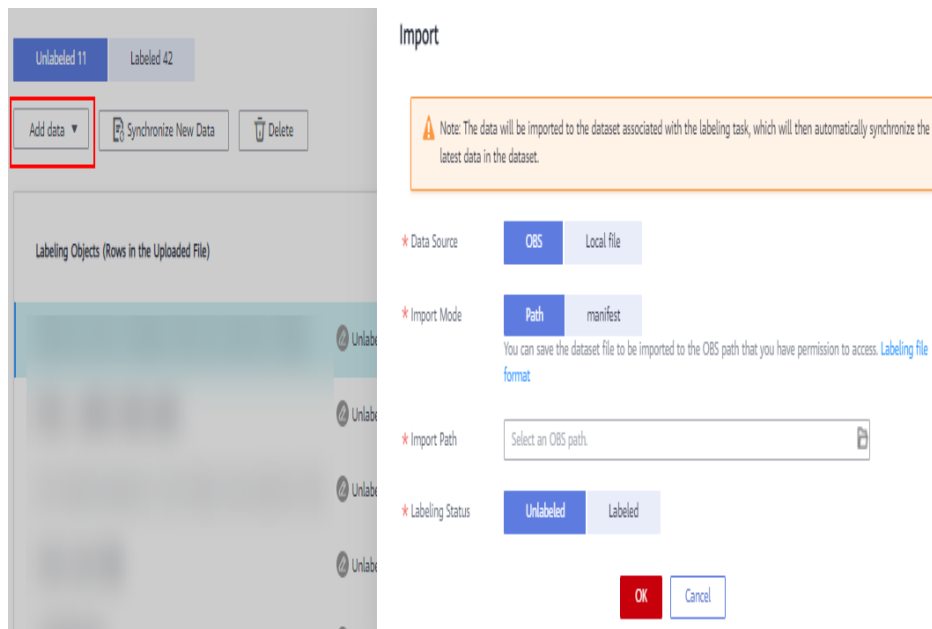 Unlabeled 11 Labeled 42
Add data Synchronize New Data Delete
Labeling Objects (Rows in the Uploaded File)
Unlabe
Unlabe
Unlabe
Unlabe
Import
Note: The data will be imported to the dataset associated with the labeling task, which will then automatically synchronize the
latest data in the dataset.
* Data Source OBS Local file
* Import Mode Path manifest
You can save the dataset file to be imported to the OBS path that you have permission to access. Labeling file
format
* Import Path Select an OBS path.
* Labeling Status Unlabeled Labeled
OK Cancel